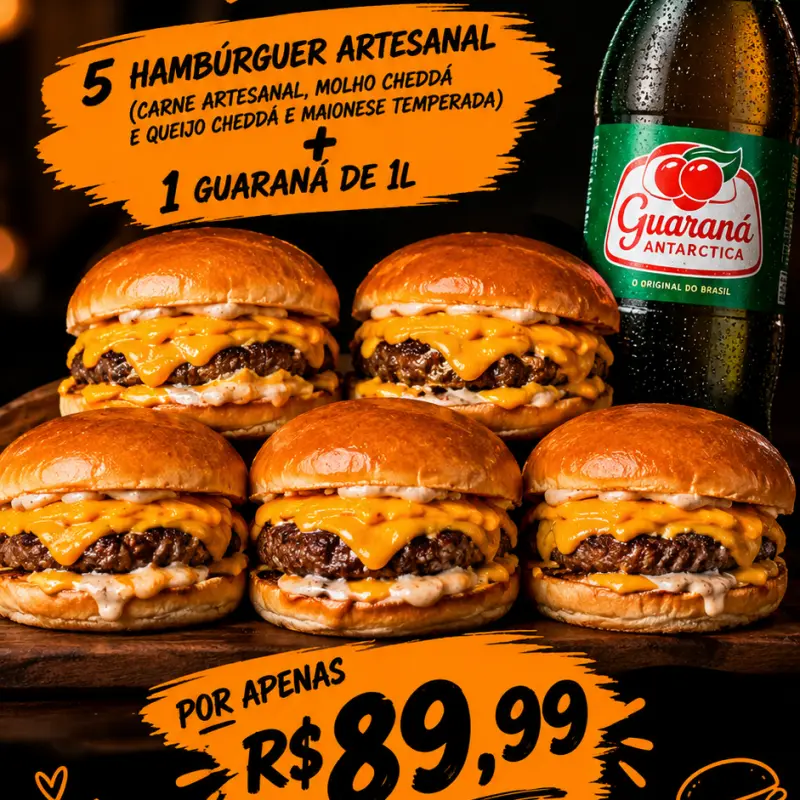 5 HAMBÚRGUER ARTESANAL
(CARNE ARTESANAL, MOLHO CHEDDÁ
E QUEIJO CHEDDÁ E MAIONESE TEMPERADA)
+
1 GUARANÁ DE 1L
Guaraná
ANTARCTICA
O ORIGINAL DO BRASIL
POR APENAS
R$89,99